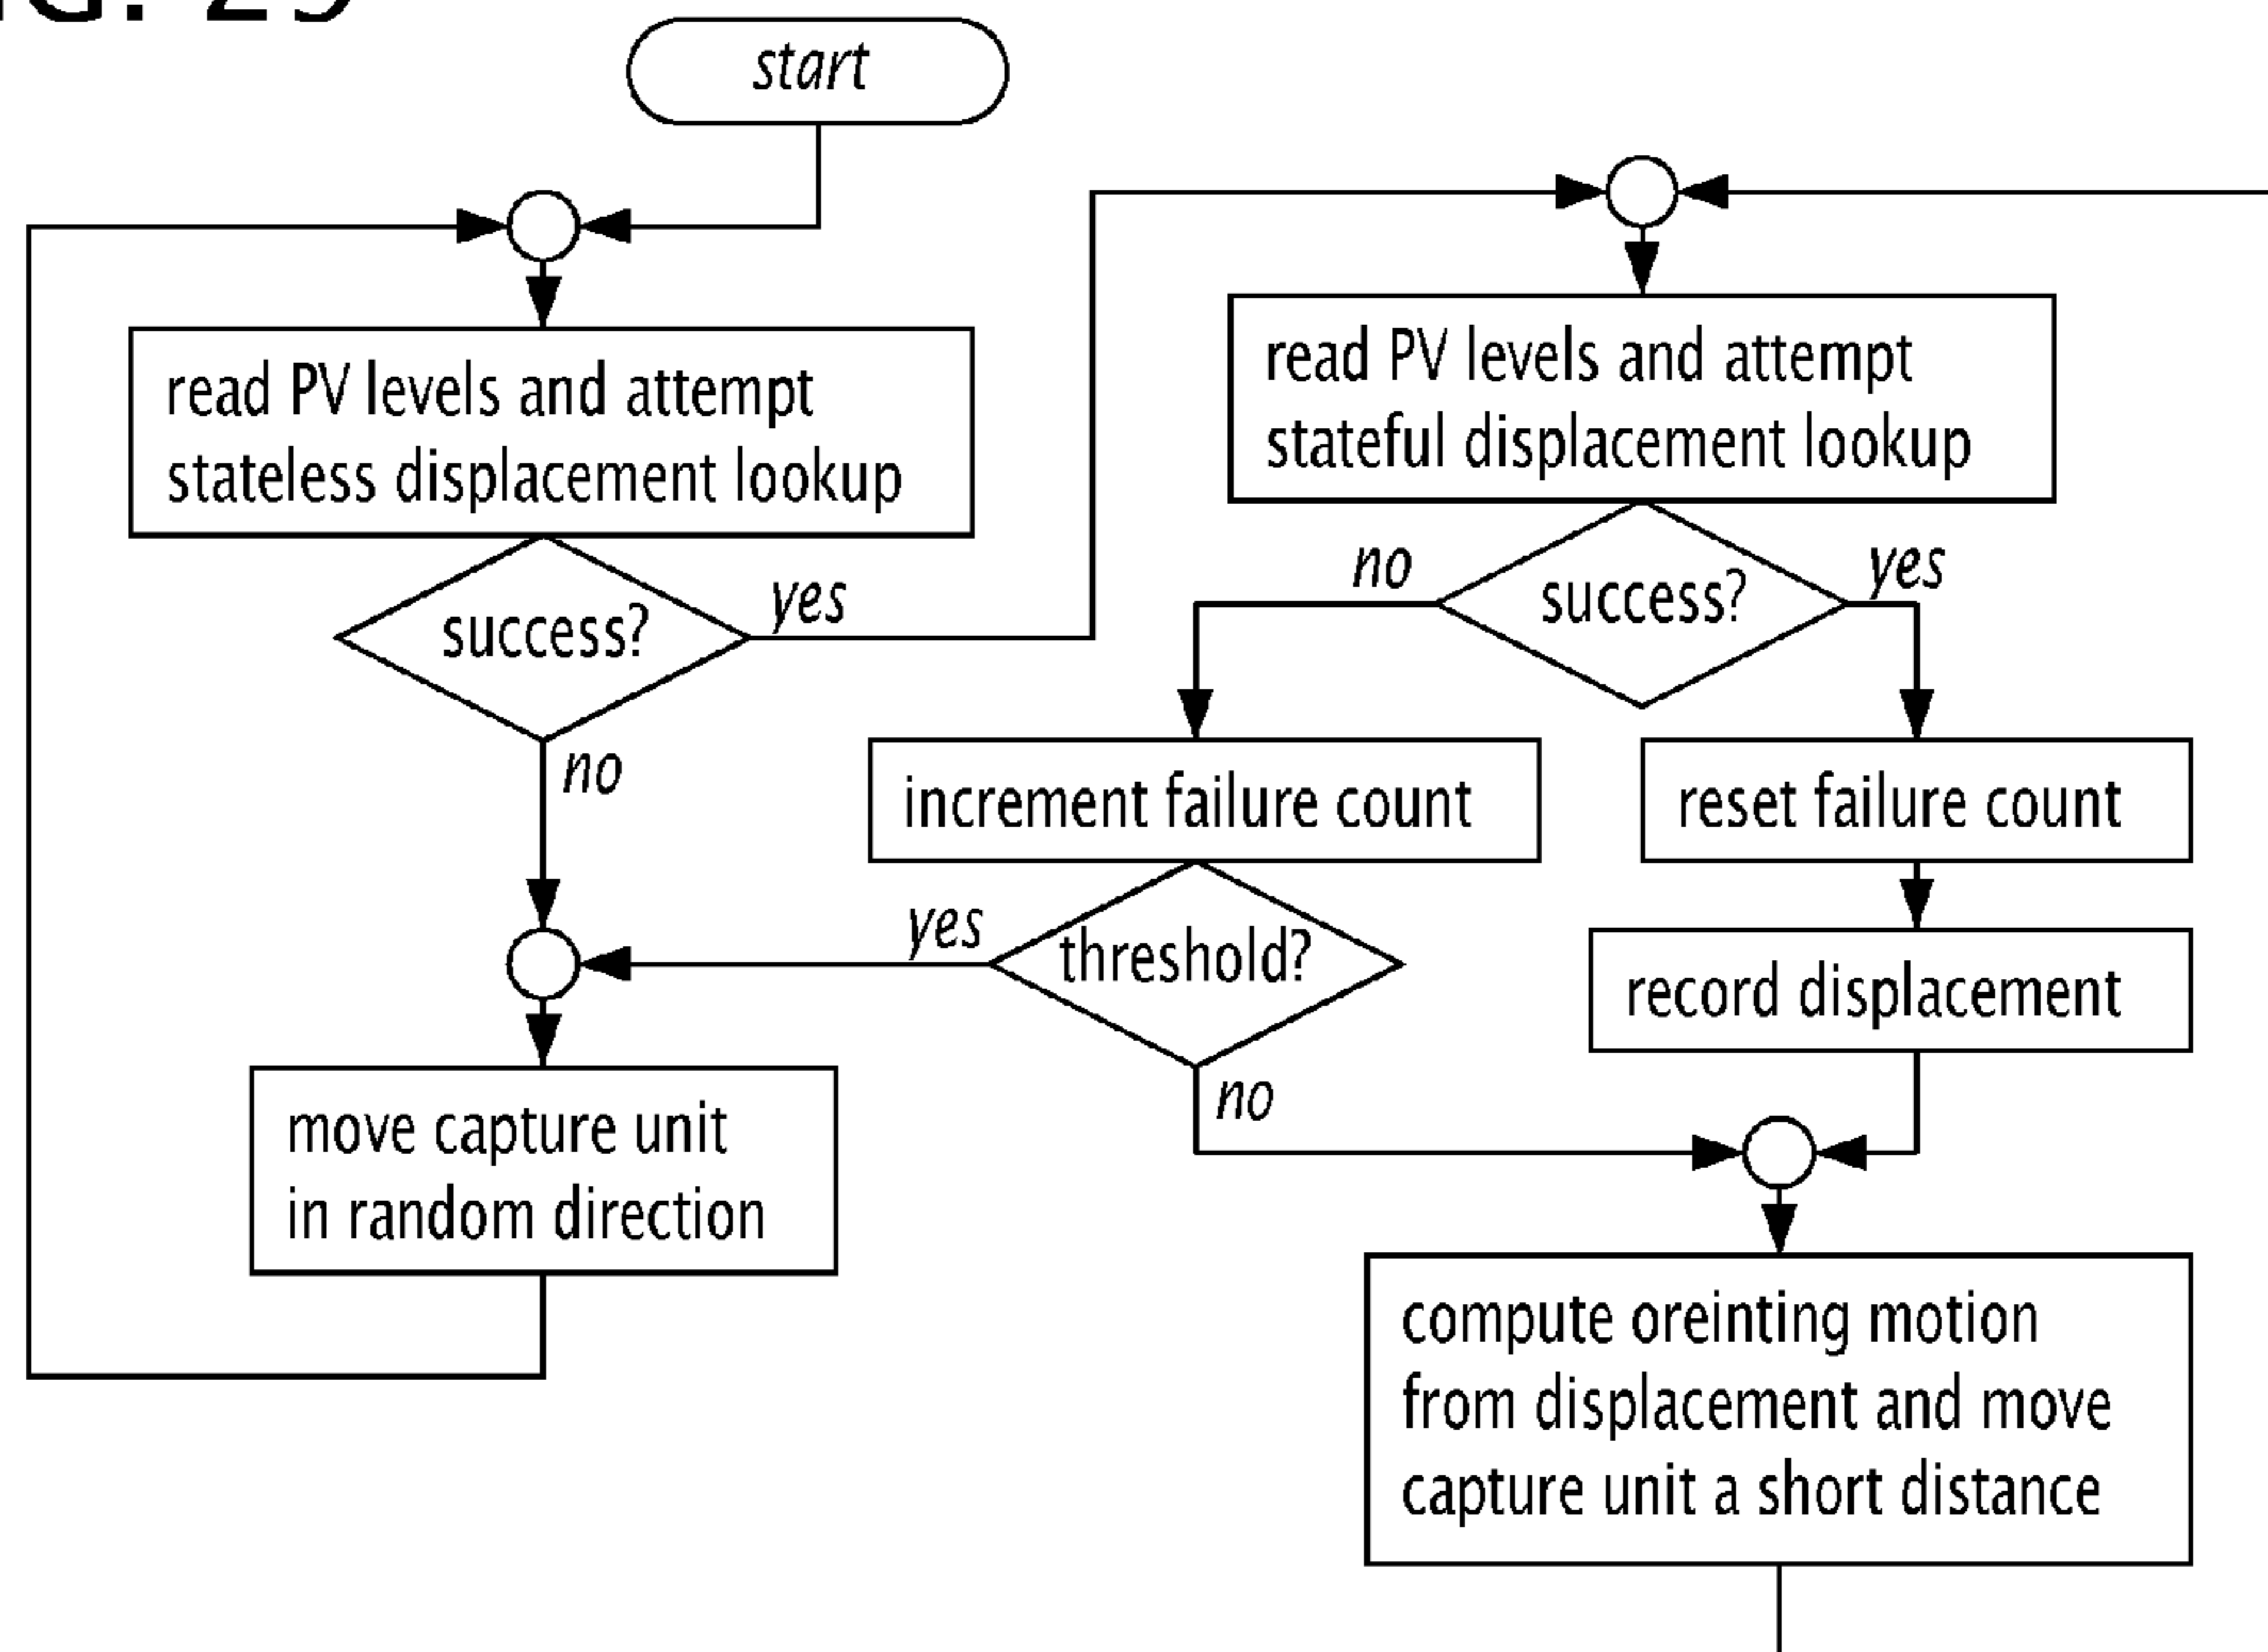 start
read PV levels and attempt
stateless displacement lookup
success?
yes
no
move capture unit
in random direction
read PV levels and attempt
stateful displacement lookup
no
success?
yes
increment failure count
reset failure count
yes
threshold?
no
record displacement
compute oreinting motion
from displacement and move
capture unit a short distance